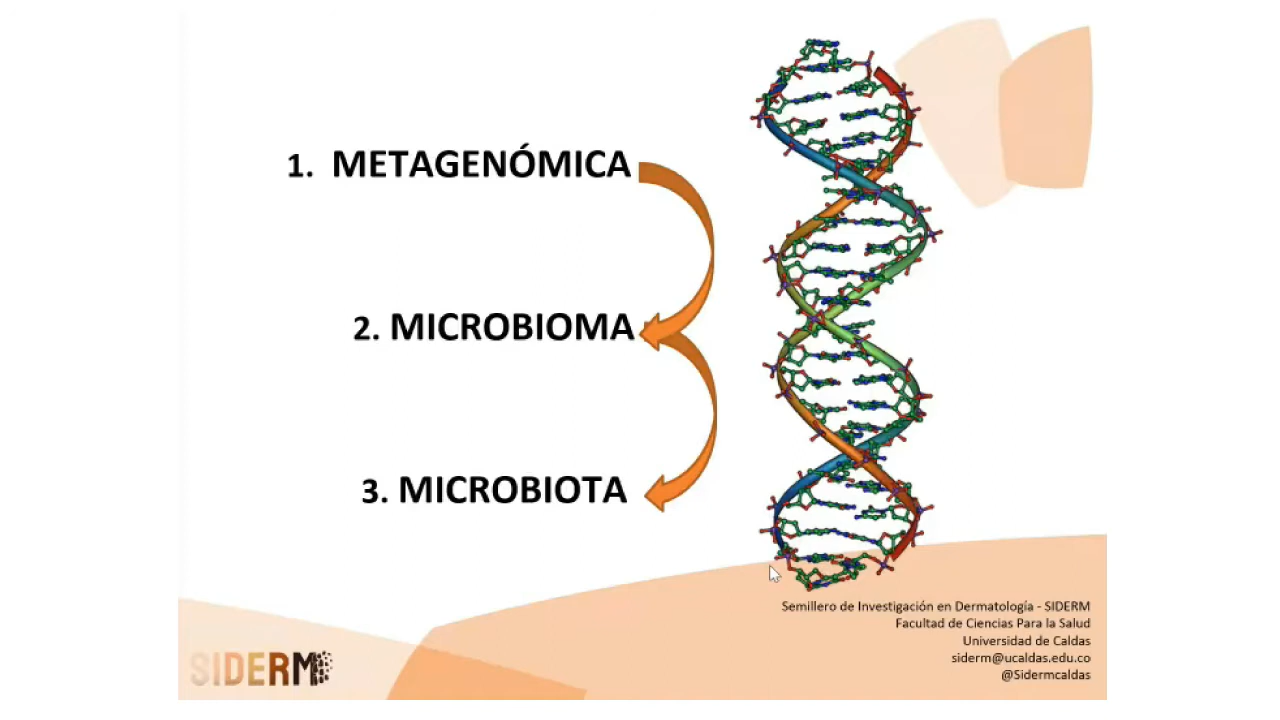 1. METAGENÓMICA
2. MICROBIOMA
3. MICROBIOTA
Semillero de Investigación en Dermatología - SIDERM
Facultad de Ciencias Para la Salud
Universidad de Caldas
siderm@ucaldas.edu.co
@Sidermcaldas
SIDERM